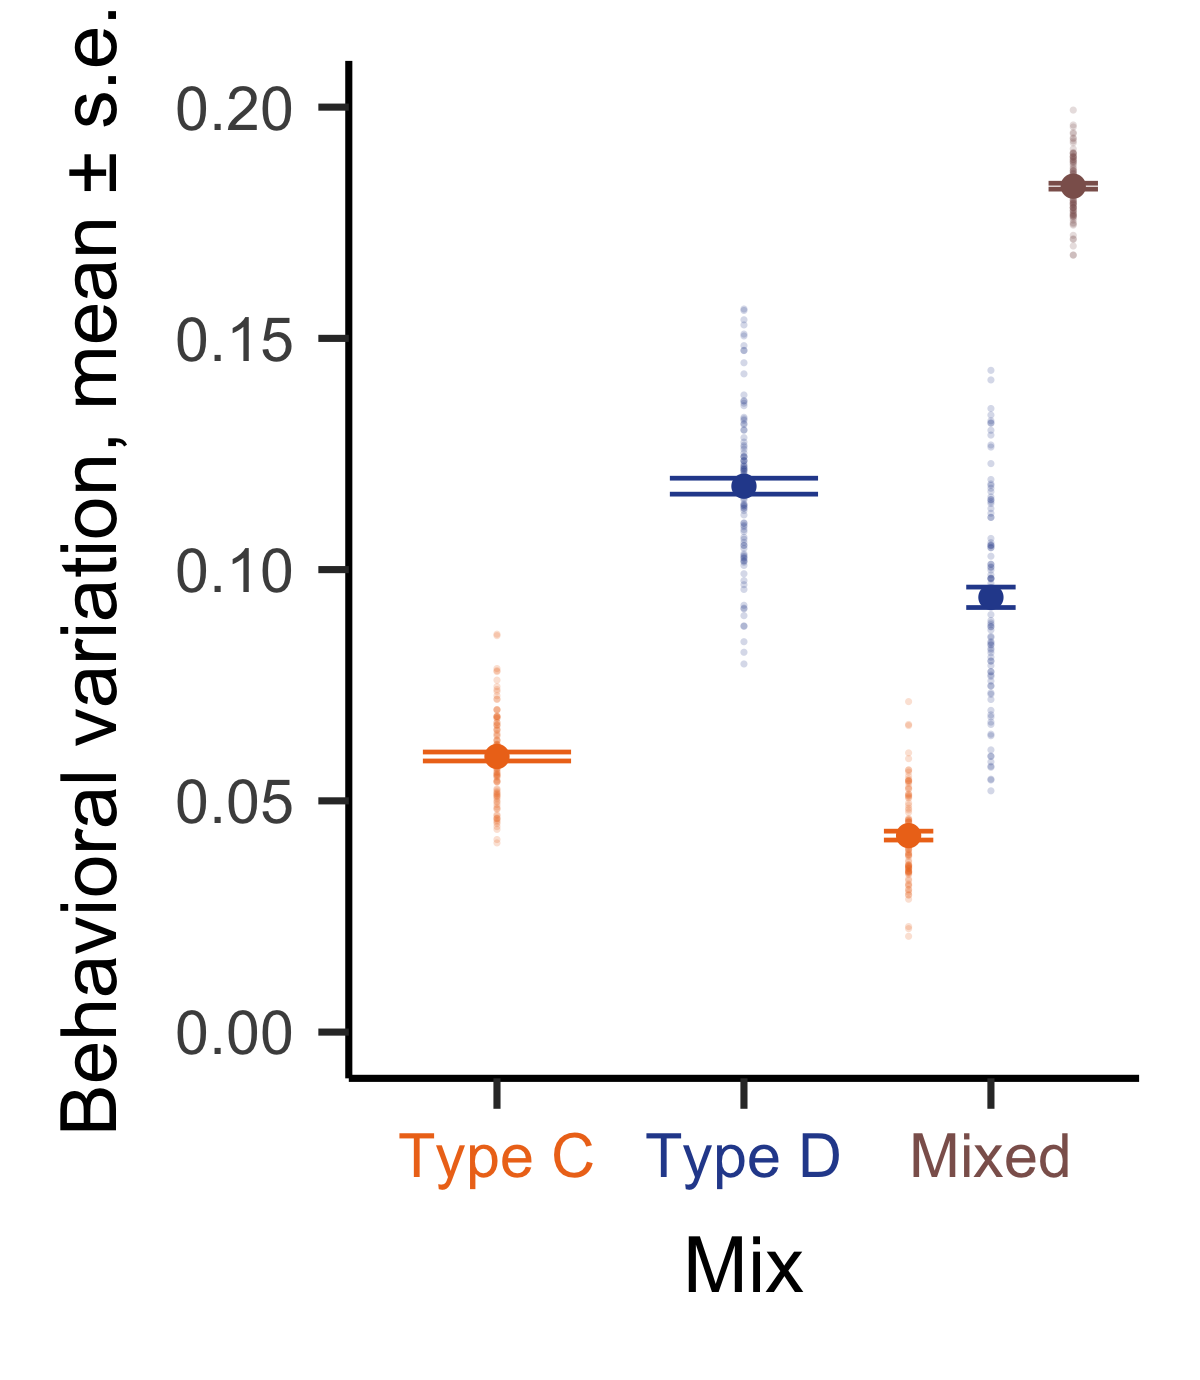 Behavioral variation, mean ± s.e.
0.20
0.15
0.10
0.05
0.00
Type C
Type D
Mixed
Mix